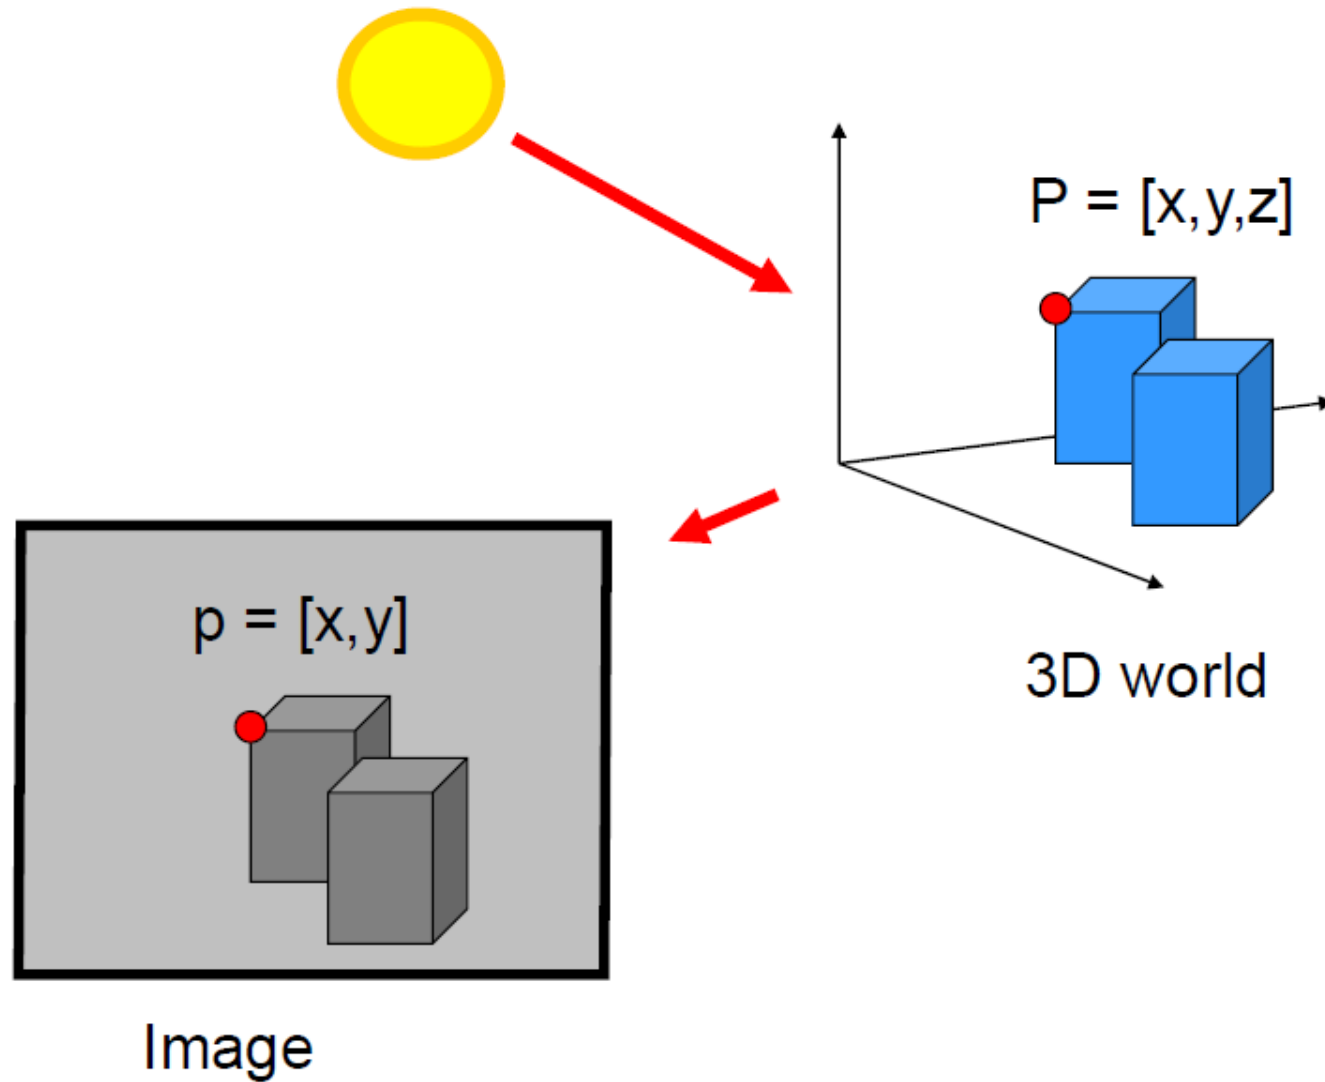 P = [x,y,z]
p = [x,y]
3D world
Image